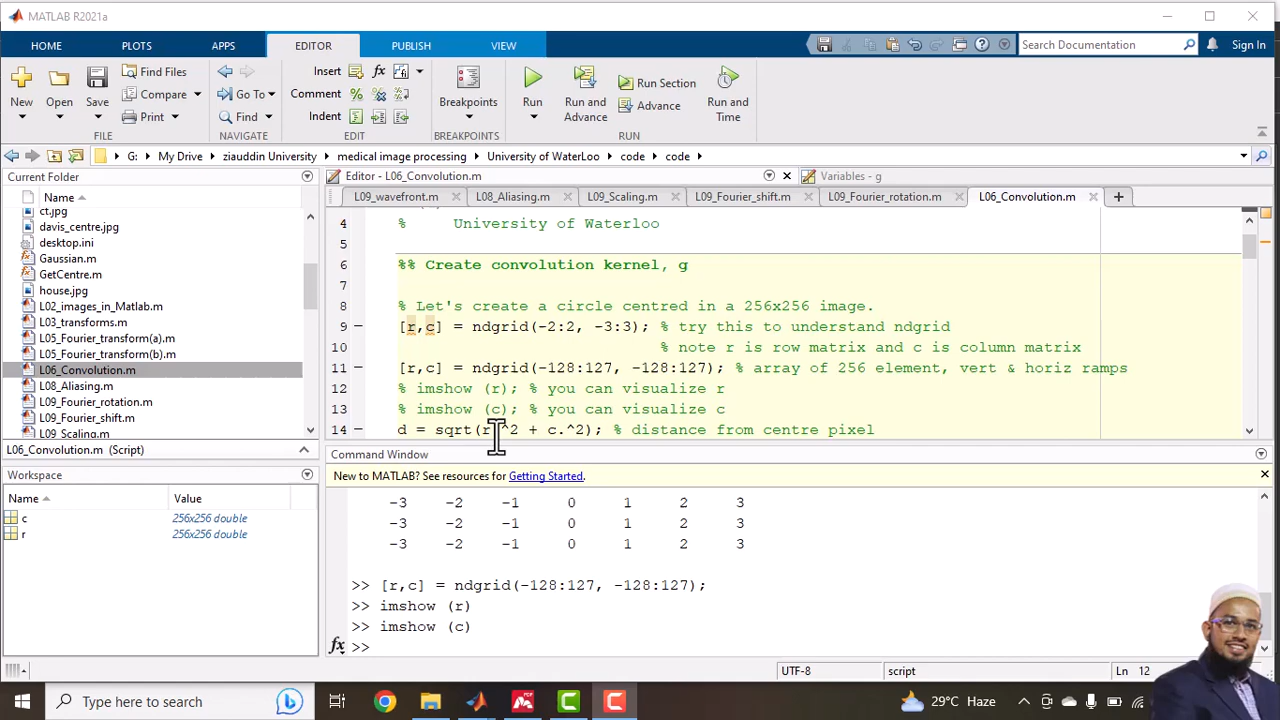 MATLAB R2021a
HOME PLOTS APPS EDITOR PUBLISH VIEW Search Documentation Sign In
New Open Save Find Files Compare Print Go To Find Insert Comment Indent Breakpoints Run Run and Advance Run Section Advance Run and Time
FILE NAVIGATE EDIT BREAKPOINTS RUN
G: My Drive ziauddin University medical image processing University of WaterLoo code code
Current Folder
Name
ct.jpg
davis_centre.jpg
desktop.ini
Gaussian.m
GetCentre.m
house.jpg
L02_images_in_Matlab.m
L03_transforms.m
L05_Fourier_transform(a).m
L05_Fourier_transform(b).m
L06_Convolution.m
L08_Aliasing.m
L09_Fourier_rotation.m
L09_Fourier_shift.m
L09_Scaling.m
L06_Convolution.m (Script)
Workspace
Name Value
c 256x256 double
r 256x256 double
Editor - L06_Convolution.m Variables - g
L09_wavefront.m L08_Aliasing.m L09_Scaling.m L09_Fourier_shift.m L09_Fourier_rotation.m L06_Convolution.m
4 % University of Waterloo
5
6 %% Create convolution kernel, g
7
8 % Let's create a circle centred in a 256x256 image.
9 [r,c] = ndgrid(-2:2, -3:3); % try this to understand ndgrid
10 % note r is row matrix and c is column matrix
11 [r,c] = ndgrid(-128:127, -128:127); % array of 256 element, vert & horiz ramps
12 % imshow (r); % you can visualize r
13 % imshow (c); % you can visualize c
14 d = sqrt(r.^2 + c.^2); % distance from centre pixel
Command Window
New to MATLAB? See resources for Getting Started.
-3 -2 -1 0 1 2 3
-3 -2 -1 0 1 2 3
-3 -2 -1 0 1 2 3
>> [r,c] = ndgrid(-128:127, -128:127);
>> imshow (r)
>> imshow (c)
fx >>
UTF-8 script Ln 12
Type here to search 29°C Haze